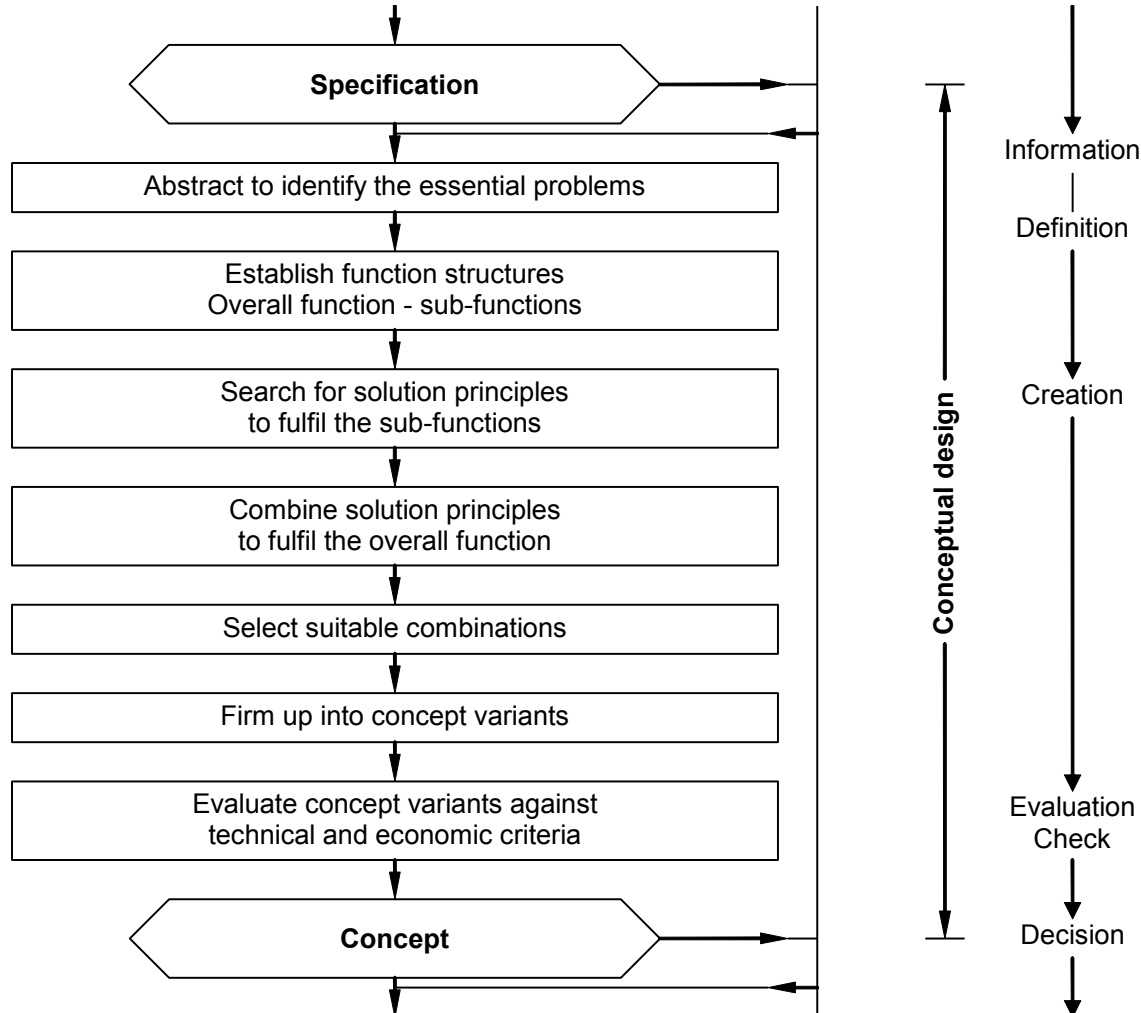 Specification
Abstract to identify the essential problems
Establish function structures
Overall function - sub-functions
Search for solution principles
to fulfil the sub-functions
Combine solution principles
to fulfil the overall function
Select suitable combinations
Firm up into concept variants
Evaluate concept variants against
technical and economic criteria
Concept
Conceptual design
Information
Definition
Creation
Evaluation
Check
Decision